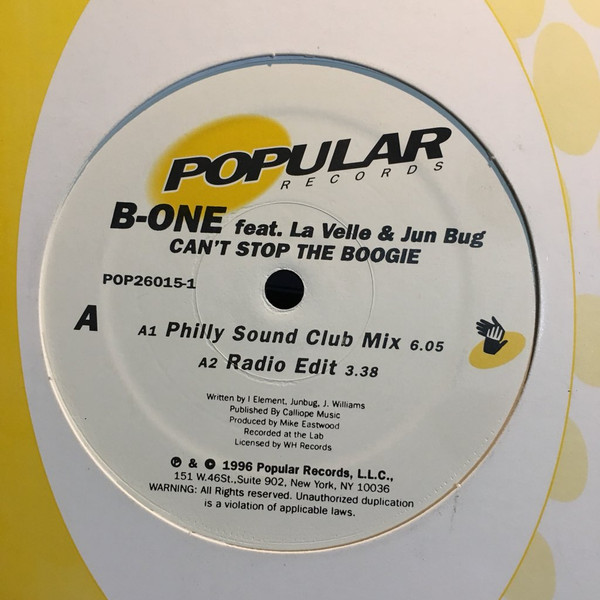 POPULAR
RECORDS
B-ONE feat. La Velle & Jun Bug
CAN'T STOP THE BOOGIE
POP26015-1
A
A1 Philly Sound Club Mix 6.05
A2 Radio Edit 3.38
Written by I Element, Junbug, J. Williams
Published By Calliope Music
Produced by Mike Eastwood
Recorded at the Lab
Licensed by WH Records
℗ & © 1996 Popular Records, L.L.C.,
151 W.46St.,Suite 902, New York, NY 10036
WARNING: All Rights reserved. Unauthorized duplication
is a violation of applicable laws.